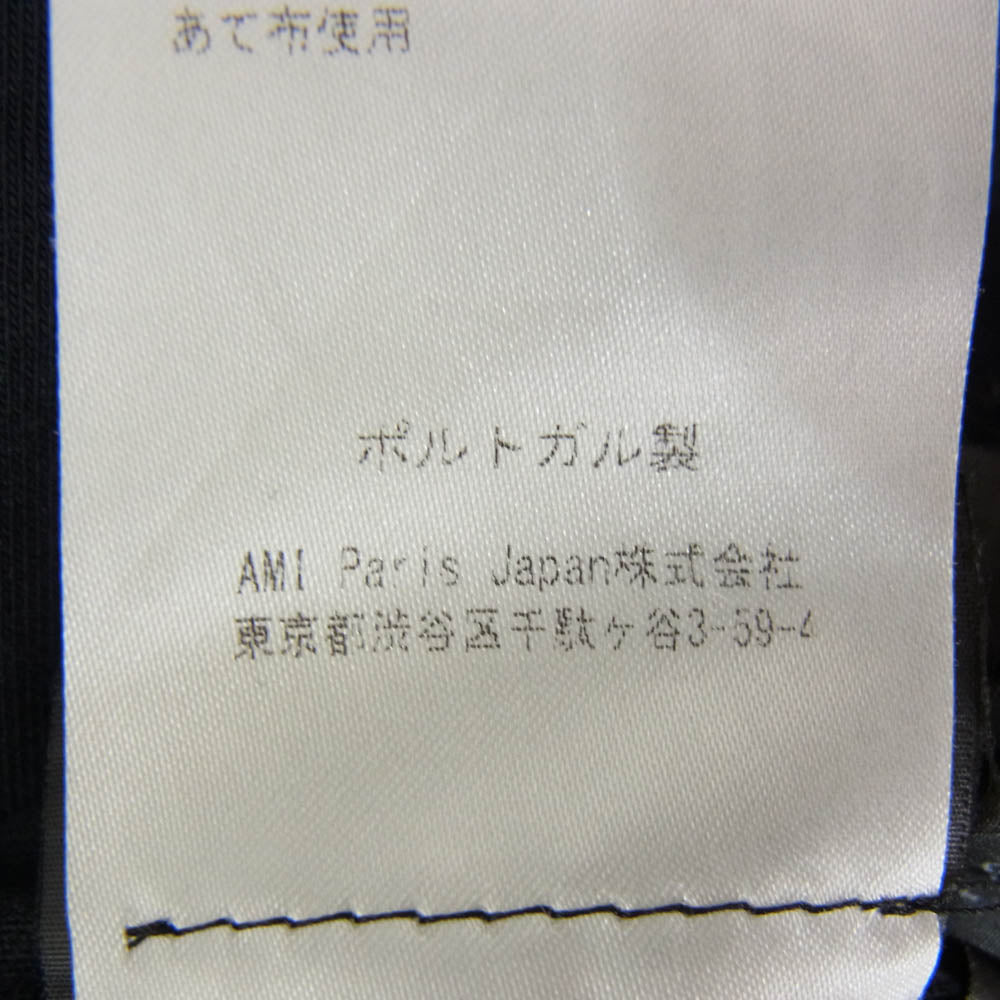 あて布使用
ポルトガル製
AMI Paris Japan株式会社
東京都渋谷区千駄ヶ谷3-59-4